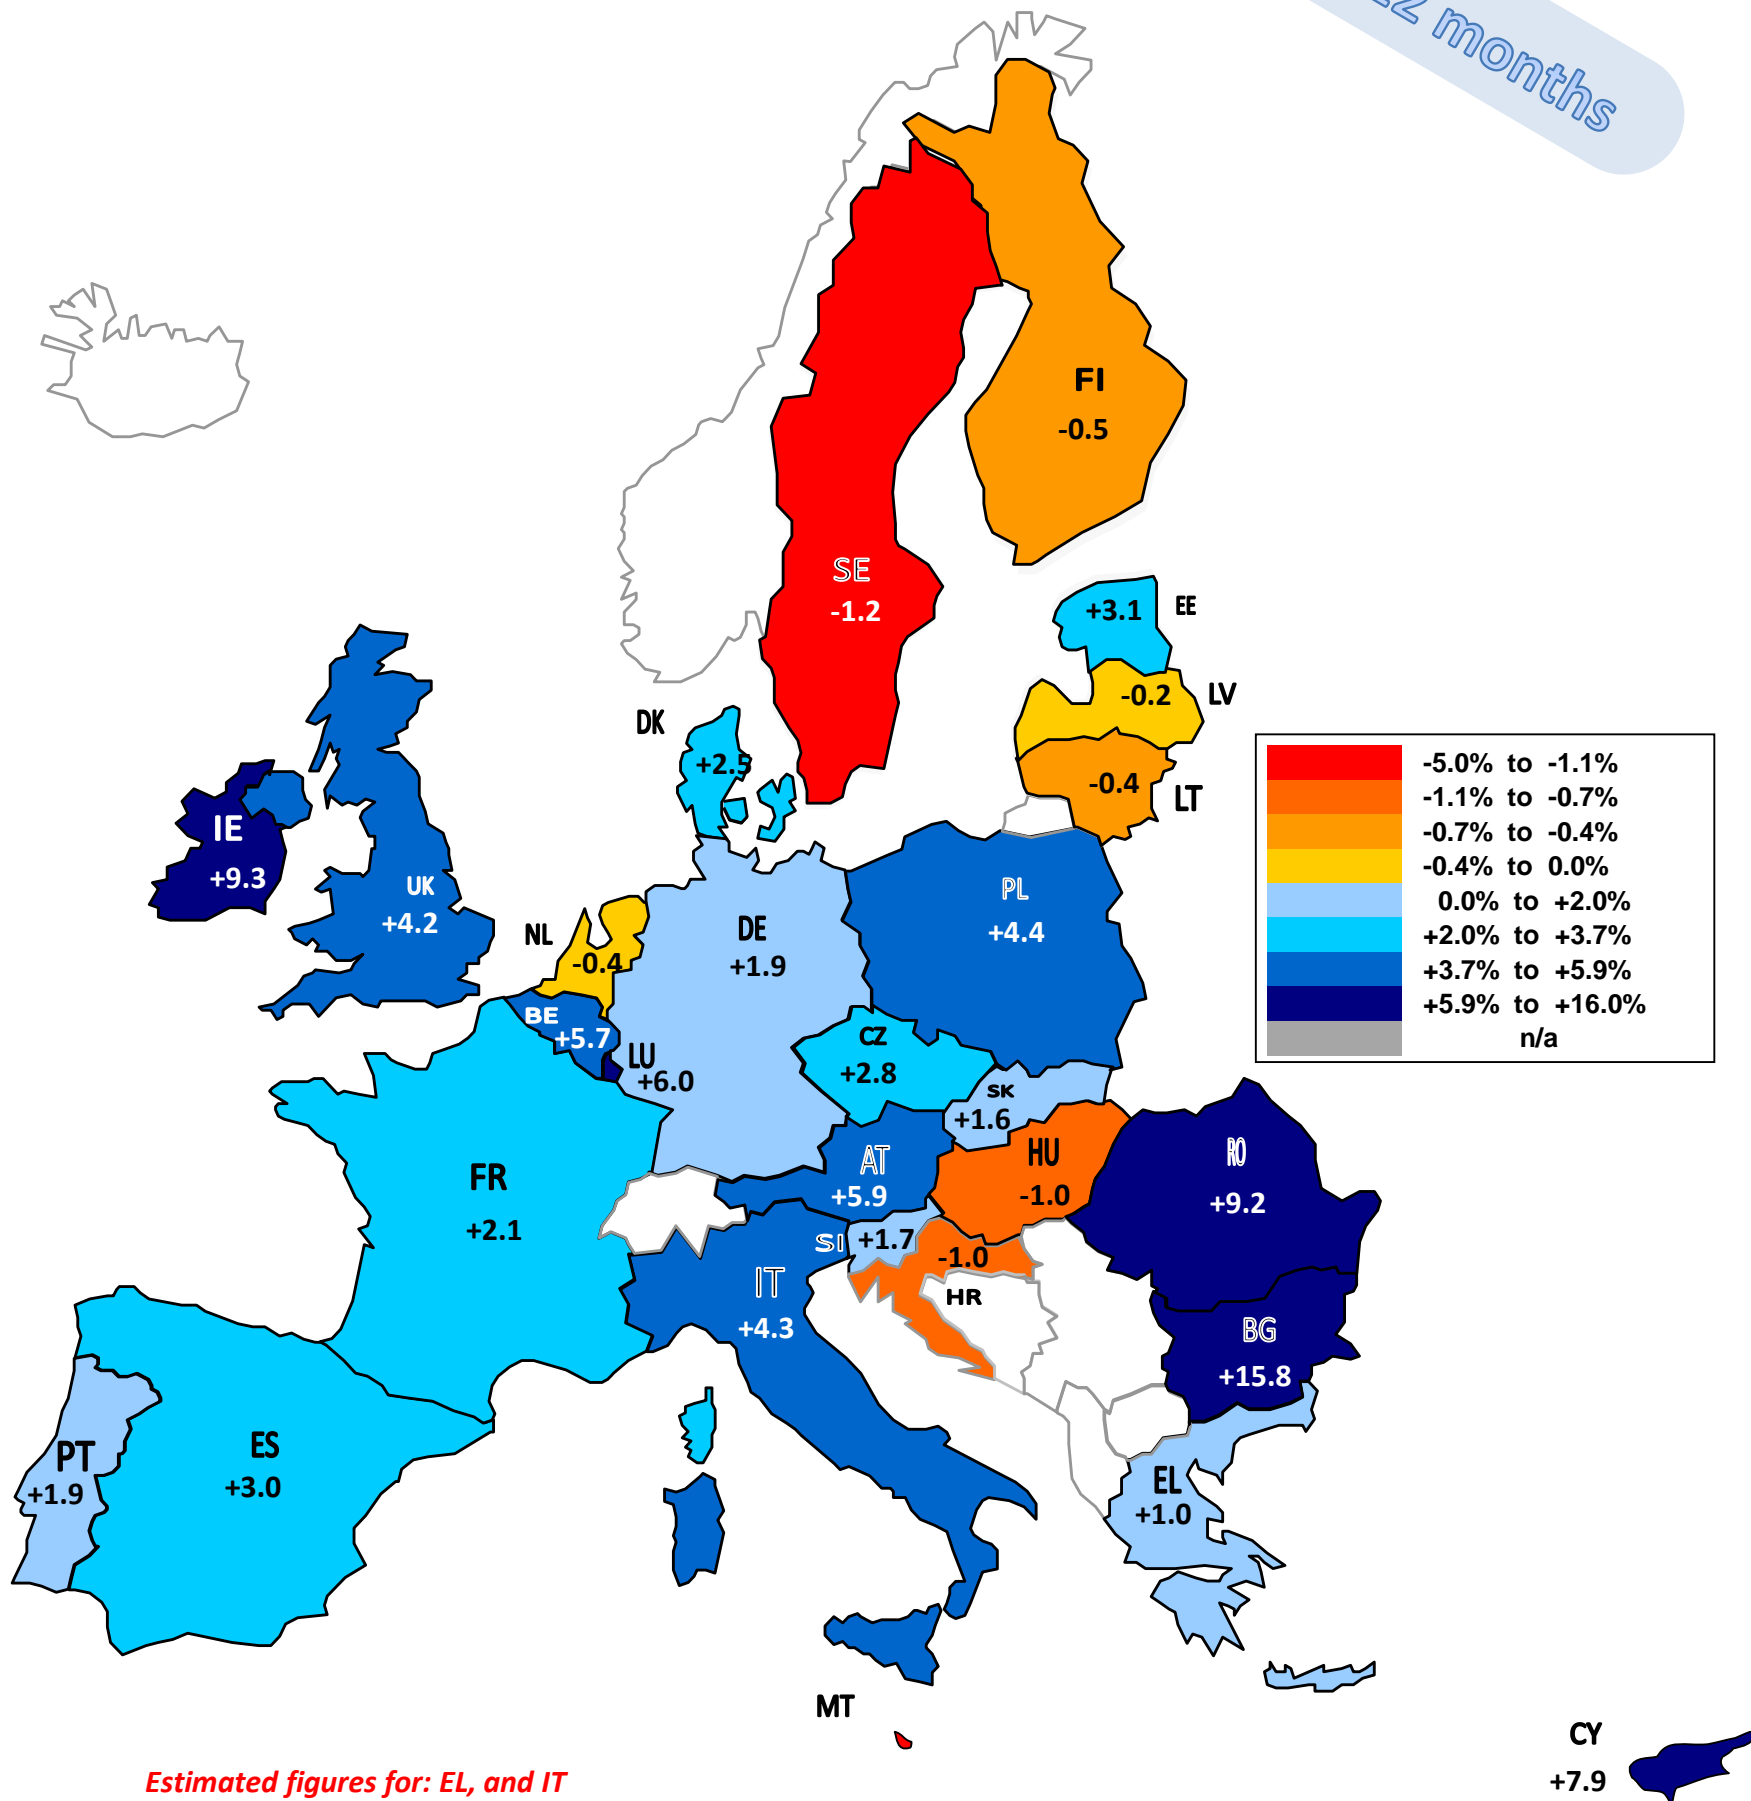 months
FI
-0.5
SE
-1.2
+3.1
EE
-0.2
LV
DK
+2.5
-0.4
LT
-5.0% to -1.1%
-1.1% to -0.7%
-0.7% to -0.4%
-0.4% to 0.0%
0.0% to +2.0%
+2.0% to +3.7%
+3.7% to +5.9%
+5.9% to +16.0%
n/a
IE
+9.3
UK
+4.2
PL
+4.4
NL
-0.4
DE
+1.9
BE
+5.7
LU
+6.0
CZ
+2.8
SK
+1.6
FR
+2.1
AT
+5.9
HU
-1.0
RO
+9.2
SI
+1.7
-1.0
HR
IT
+4.3
BG
+15.8
PT
+1.9
ES
+3.0
EL
+1.0
MT
CY
+7.9
Estimated figures for: EL, and IT